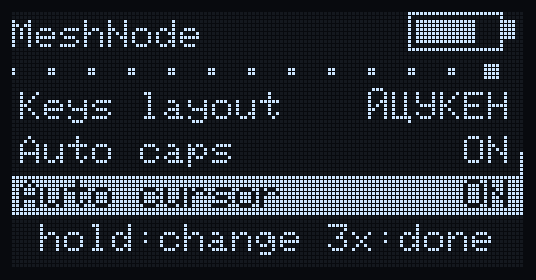 MeshNode
Keys layout ЙЦУКЕН
Auto caps ON
Auto cursor ON
hold:change 3x:done